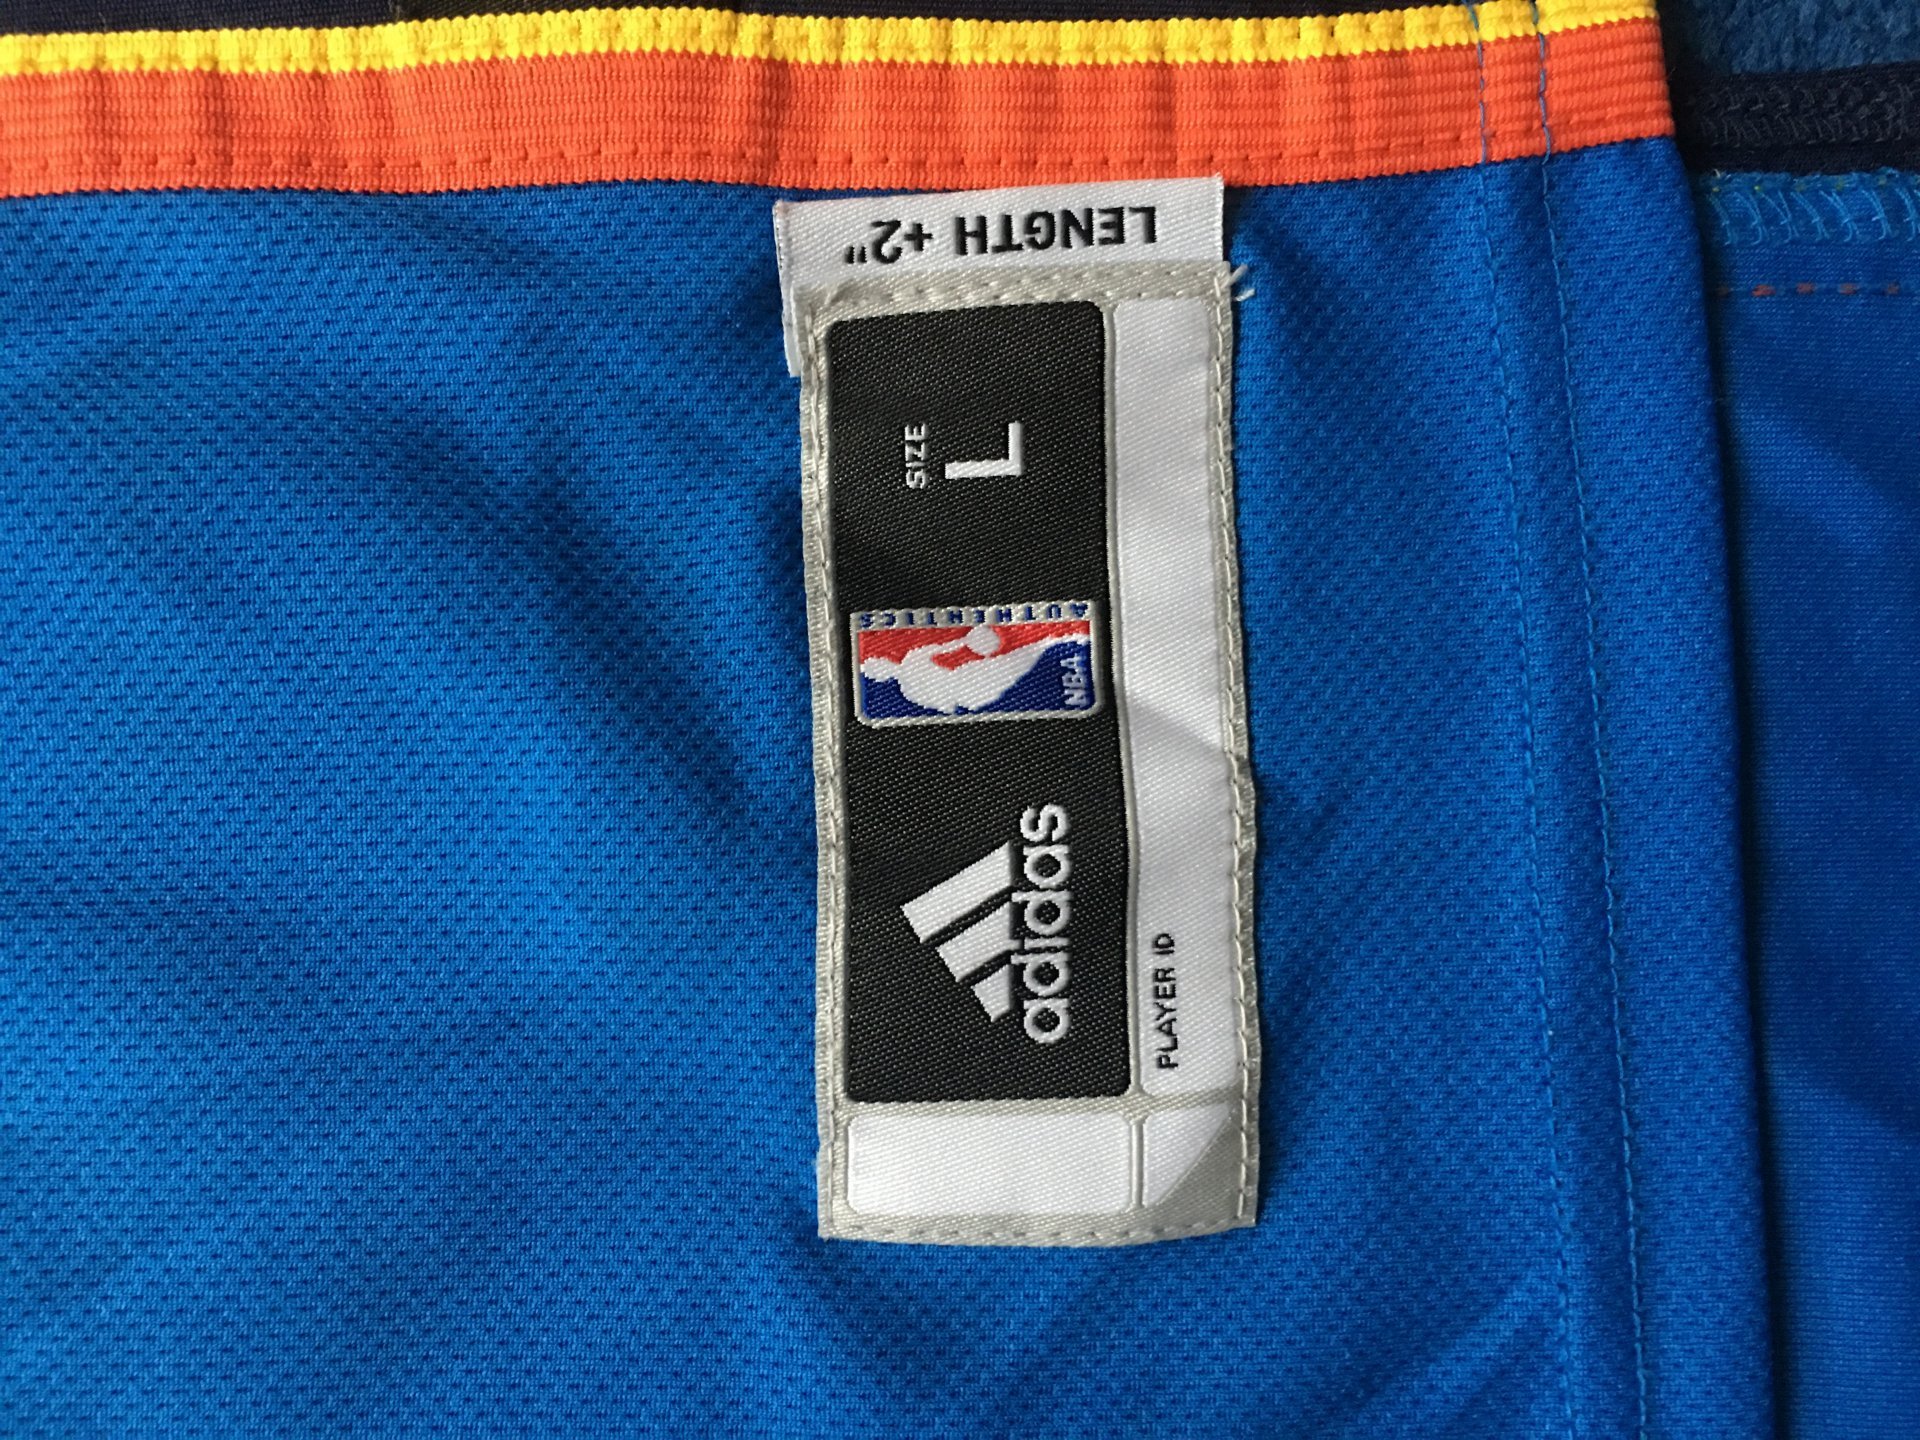 LENGTH +2"
SIZE
L
AUTHENTICS
NBA
adidas
PLAYER ID